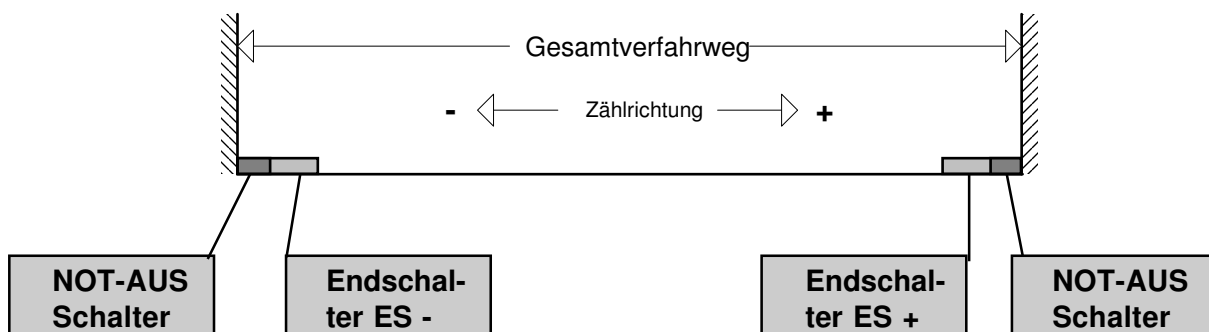 Gesamtverfahrweg
- Zählrichtung +
NOT-AUS
Schalter
Endschal-
ter ES -
Endschal-
ter ES +
NOT-AUS
Schalter